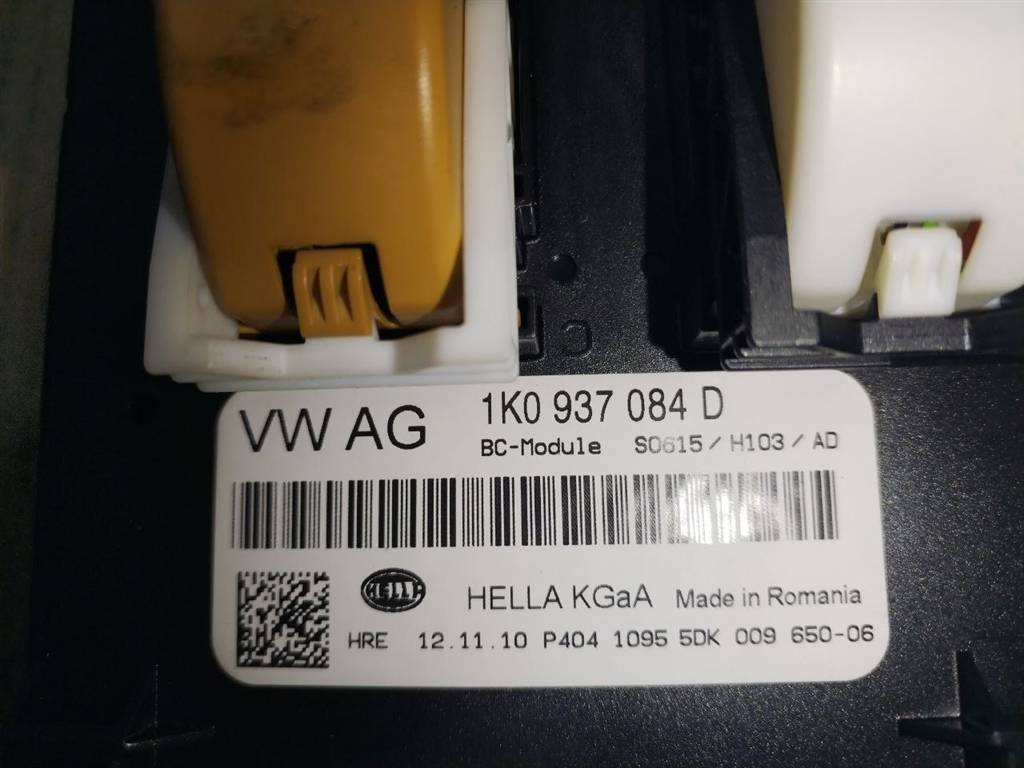 C
VW AG 1K0 937 084 D
BC-Module S0615/H103/AD
HELLA HELLA KGaA Made in Romania
HRE 12.11.10 P404 1095 5DK 009 650-06